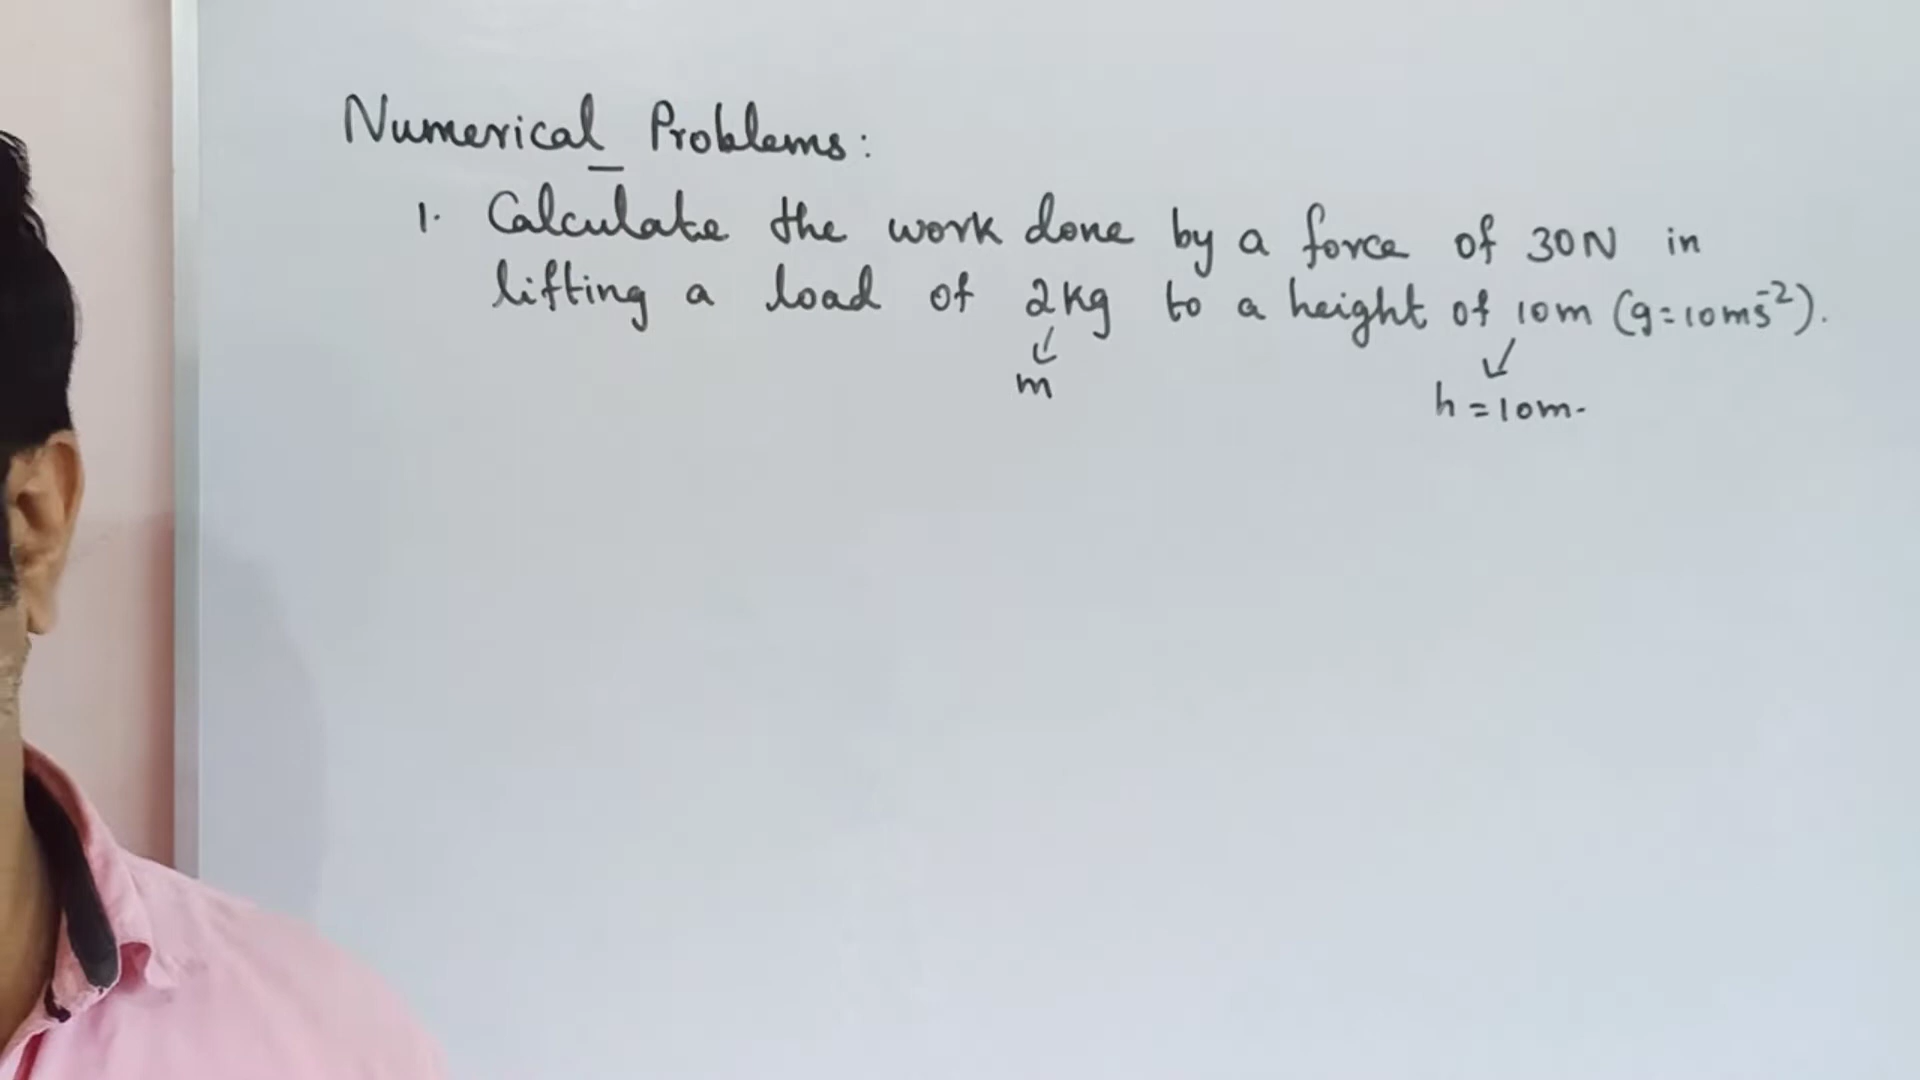 Numerical Problems:
1. Calculate the work done by a force of 30N in
lifting a load of 2kg to a height of 10m (g=10ms⁻²).
m
h=10m.